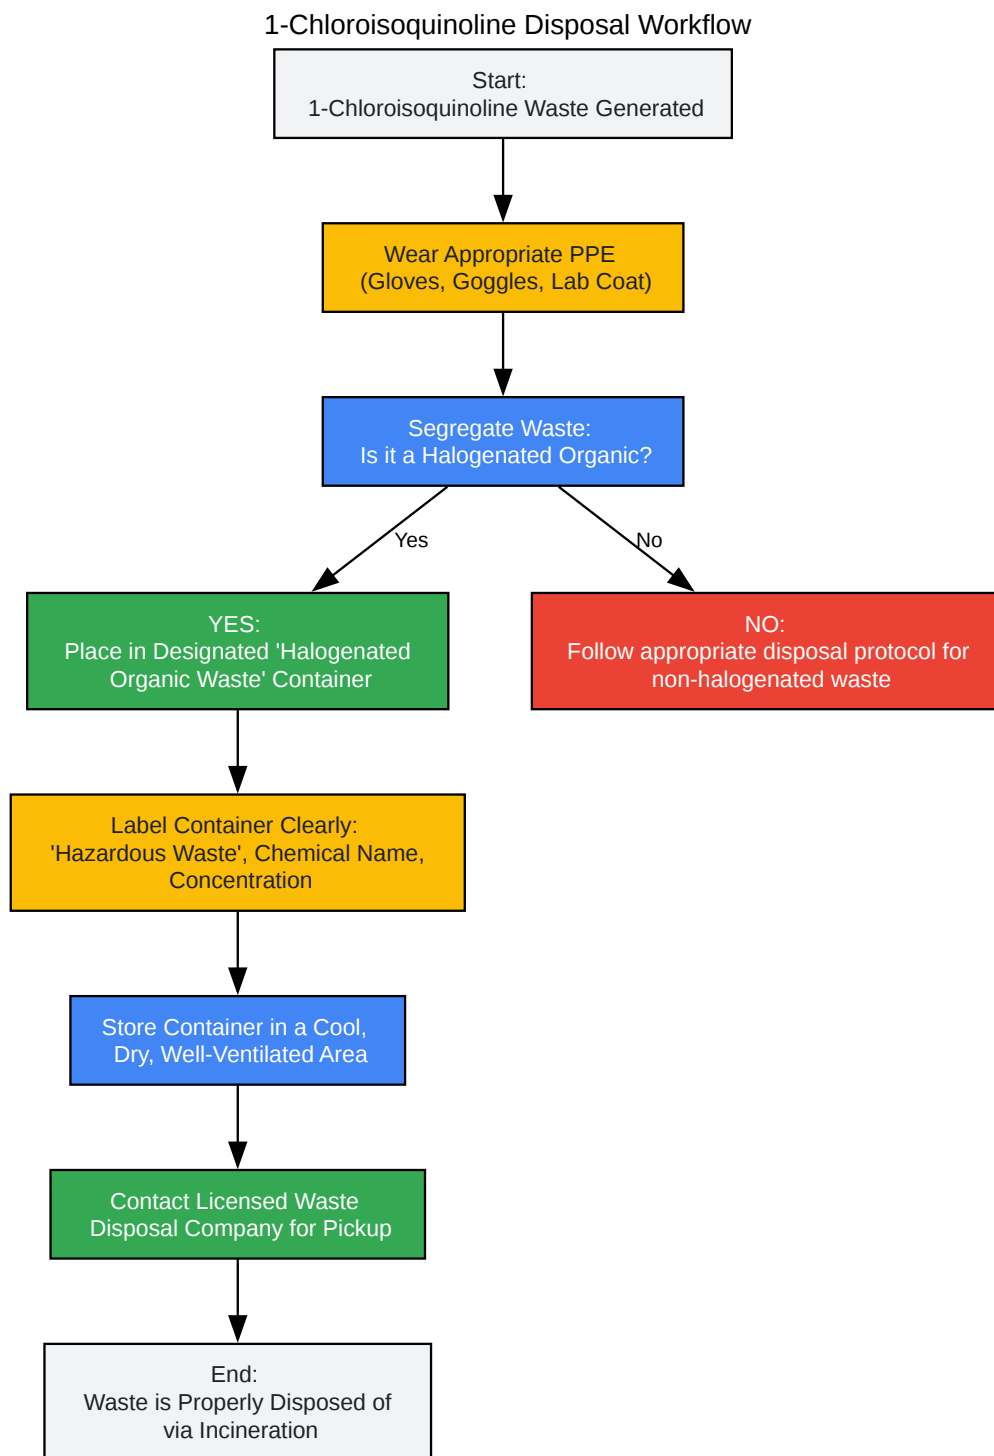 1-Chloroisoquinoline Disposal Workflow
Start:
1-Chloroisoquinoline Waste Generated
Wear Appropriate PPE
(Gloves, Goggles, Lab Coat)
Segregate Waste:
Is it a Halogenated Organic?
Yes
No
YES:
Place in Designated 'Halogenated
Organic Waste' Container
NO:
Follow appropriate disposal protocol for
non-halogenated waste
Label Container Clearly:
'Hazardous Waste', Chemical Name,
Concentration
Store Container in a Cool,
Dry, Well-Ventilated Area
Contact Licensed Waste
Disposal Company for Pickup
End:
Waste is Properly Disposed of
via Incineration